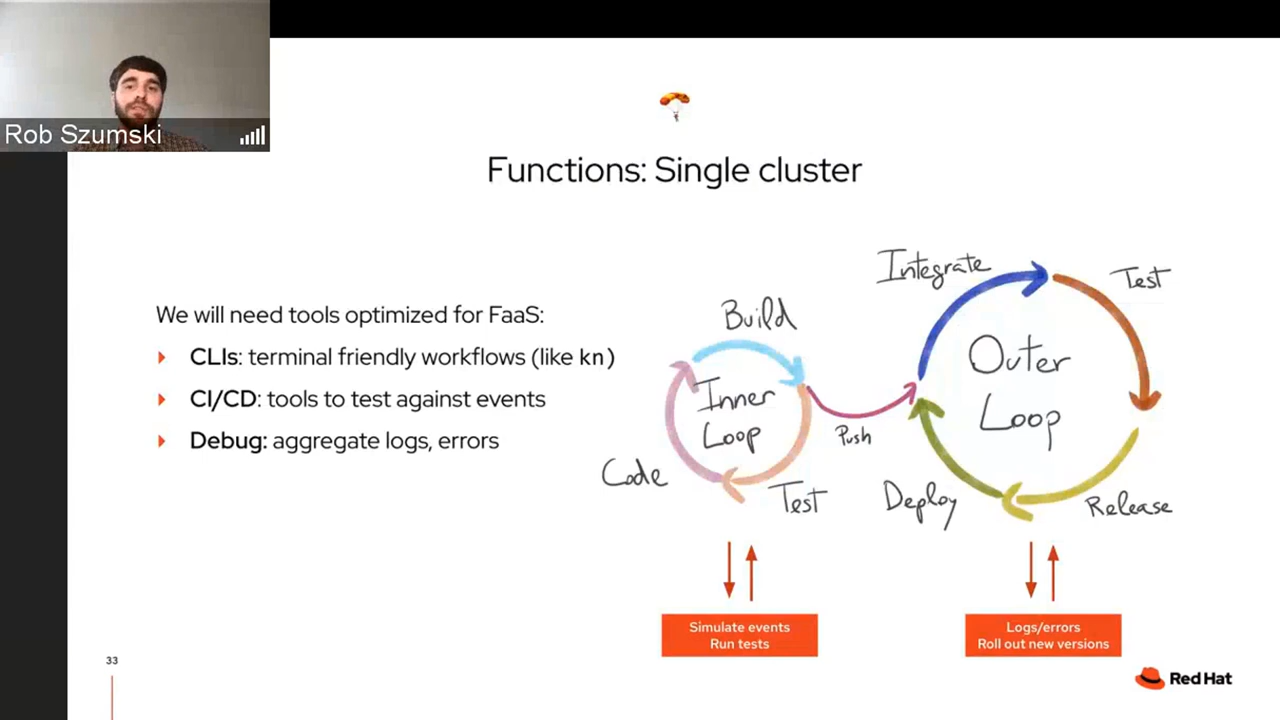 Rob Szumski
Functions: Single cluster
We will need tools optimized for FaaS:
CLIs: terminal friendly workflows (like kn)
CI/CD: tools to test against events
Debug: aggregate logs, errors
Build
Inner
Loop
Code
Test
Push
Integrate
Test
Outer
Loop
Deploy
Release
Simulate events
Run tests
Logs/errors
Roll out new versions
33
Red Hat